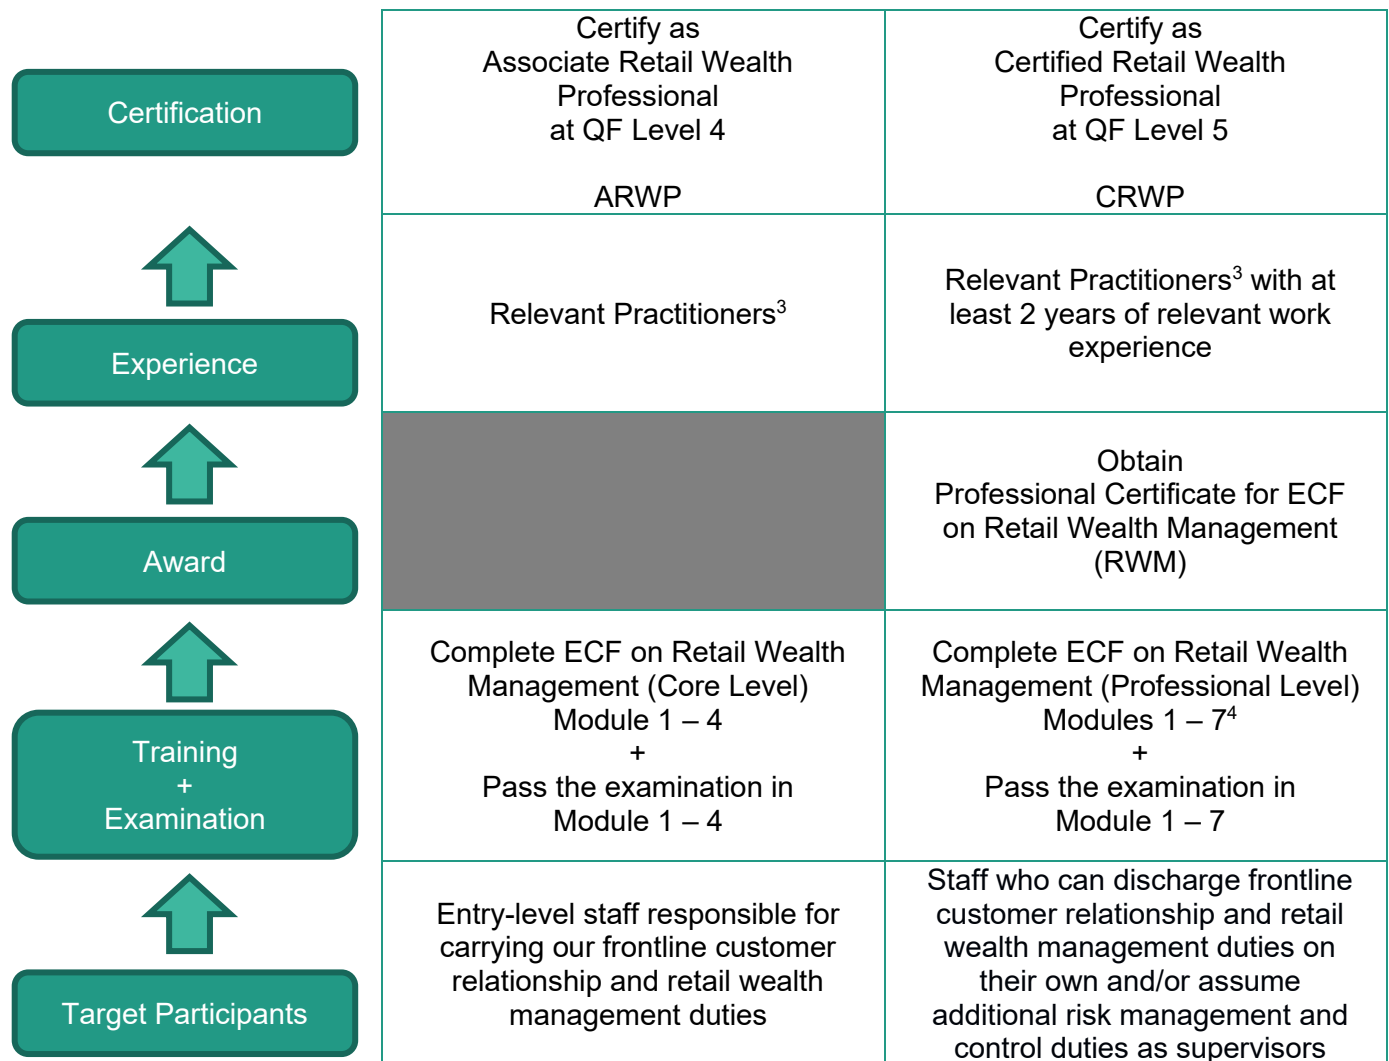 Certification
Certify as
Associate Retail Wealth
Professional
at QF Level 4
ARWP
Certify as
Certified Retail Wealth
Professional
at QF Level 5
CRWP
Experience
Relevant Practitioners³
Relevant Practitioners³ with at
least 2 years of relevant work
experience
Award
Obtain
Professional Certificate for ECF
on Retail Wealth Management
(RWM)
Training
+
Examination
Complete ECF on Retail Wealth
Management (Core Level)
Module 1 – 4
+
Pass the examination in
Module 1 – 4
Complete ECF on Retail Wealth
Management (Professional Level)
Modules 1 – 7⁴
+
Pass the examination in
Module 1 – 7
Target Participants
Entry-level staff responsible for
carrying our frontline customer
relationship and retail wealth
management duties
Staff who can discharge frontline
customer relationship and retail
wealth management duties on
their own and/or assume
additional risk management and
control duties as supervisors